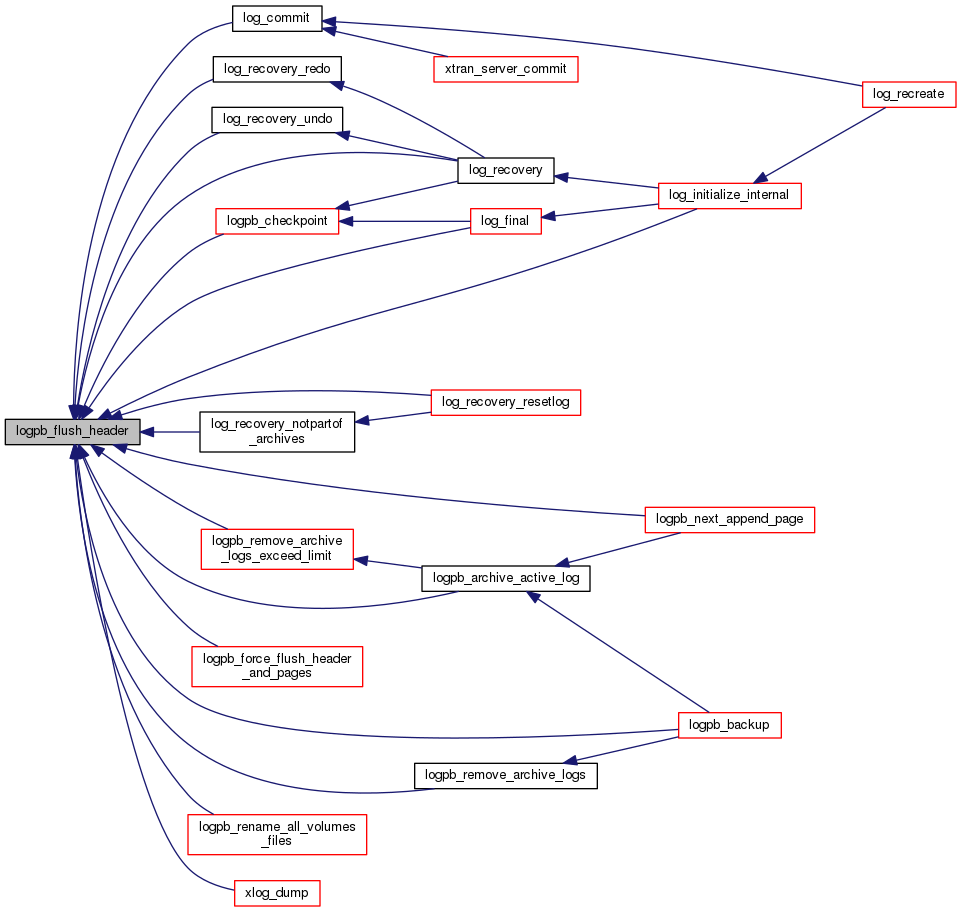 log_commit
xtran_server_commit
log_recovery_redo
log_recreate
log_recovery_undo
log_recovery
log_initialize_internal
logpb_checkpoint
log_final
log_recovery_resetlog
logpb_flush_header
log_recovery_notpartof
_archives
logpb_next_append_page
logpb_remove_archive
_logs_exceed_limit
logpb_archive_active_log
logpb_force_flush_header
_and_pages
logpb_backup
logpb_remove_archive_logs
logpb_rename_all_volumes
_files
xlog_dump